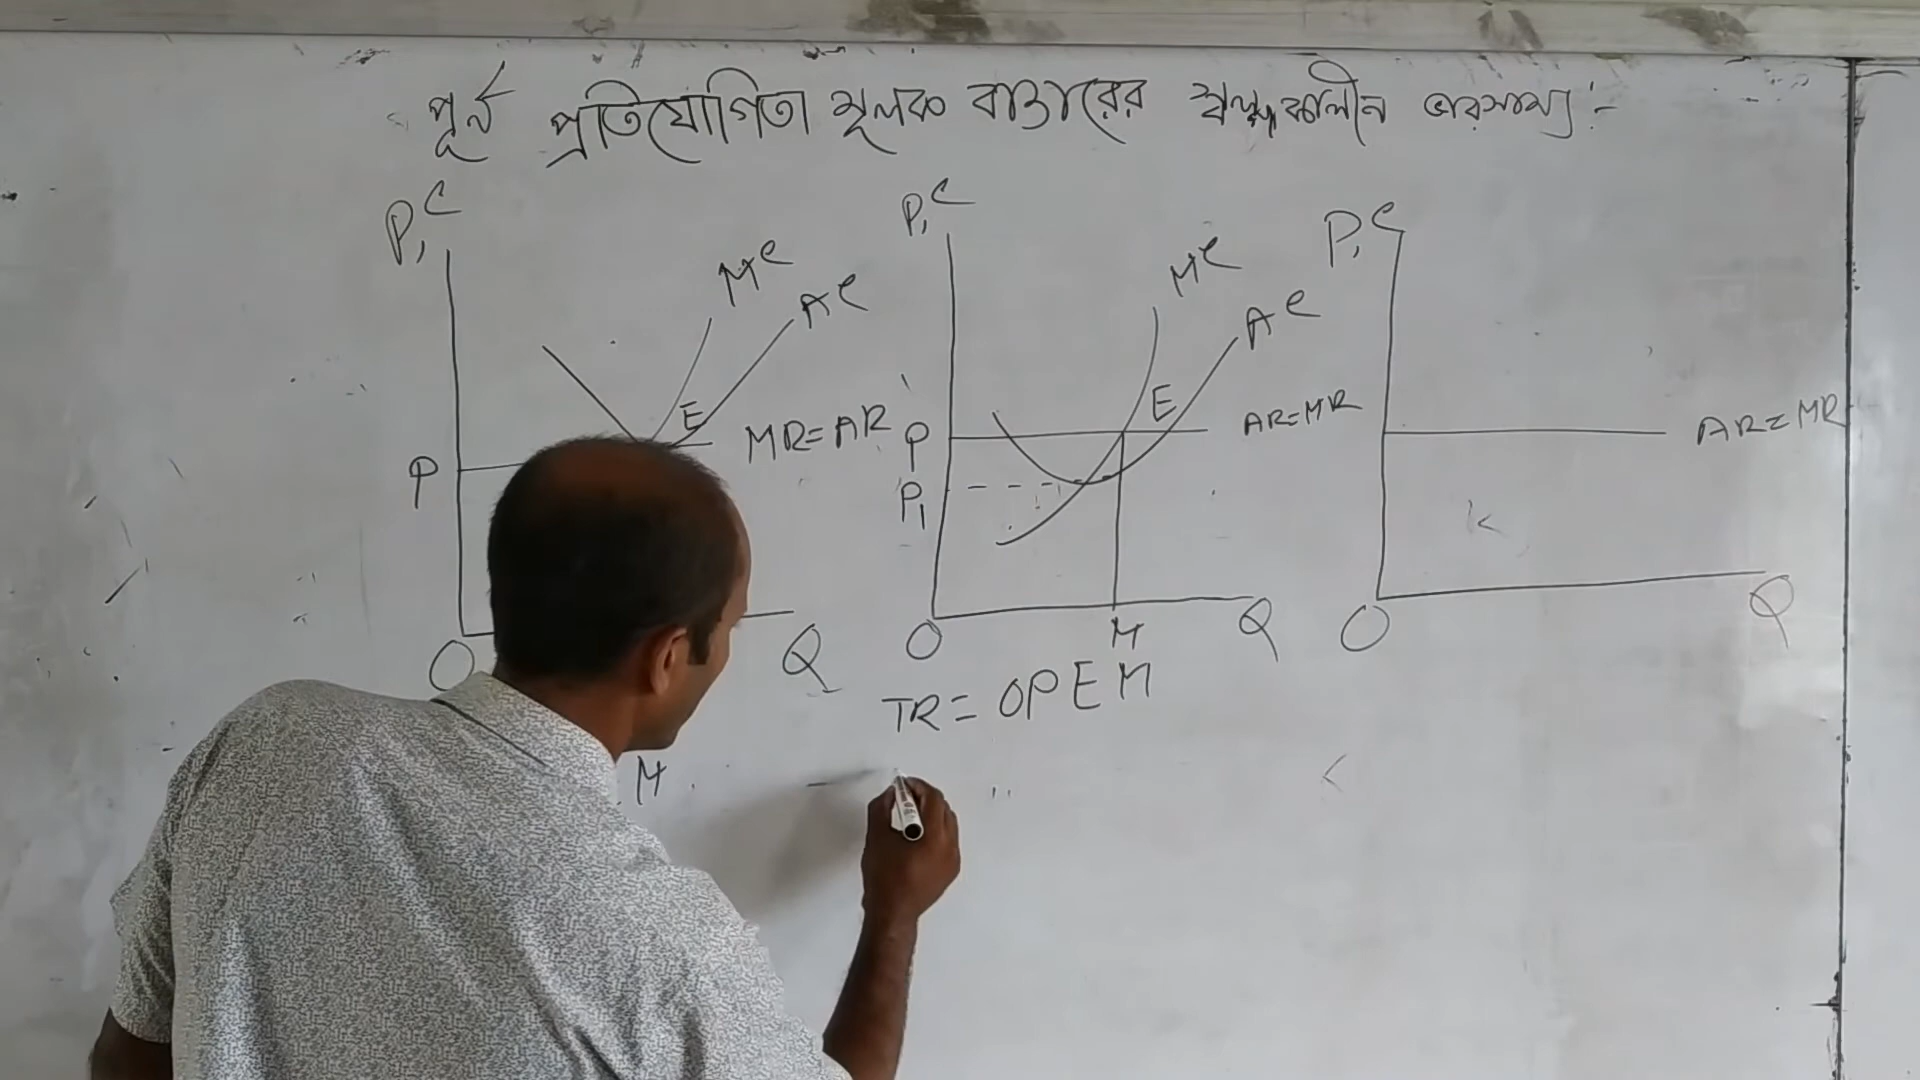 পূর্ন প্রতিযোগিতা মূলক বাজারের স্বল্পকালীন ভারসাম্য :-
P,C
MC
AC
E
MR=AR
P
O
Q
M
P,C
MC
AC
E
AR=MR
P
P1
O
M
Q
TR= OPEM
P,C
AR=MR
O
Q